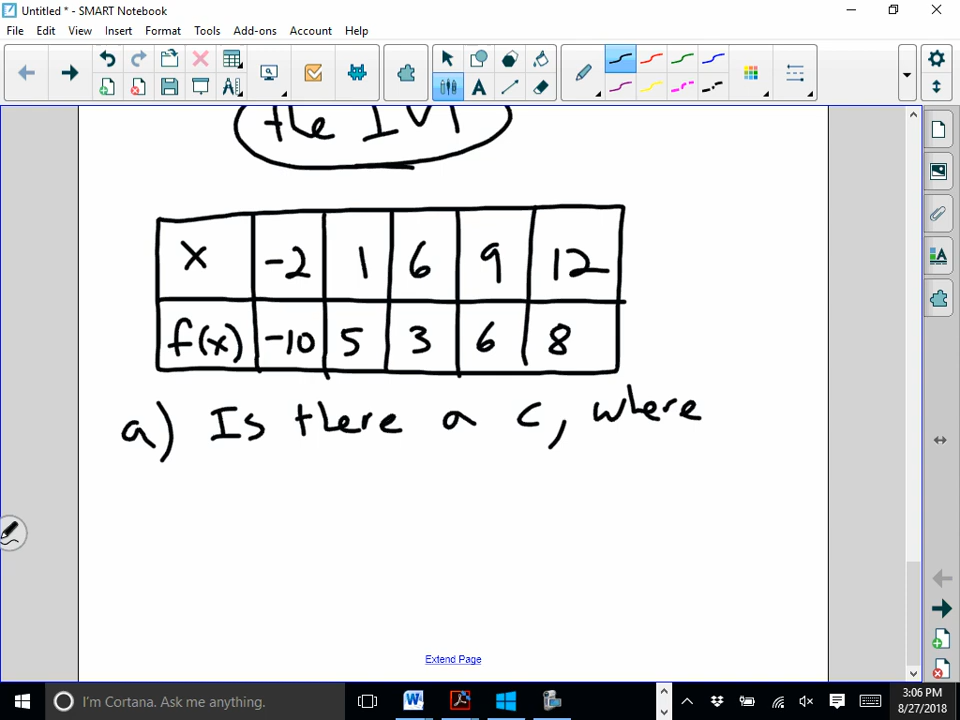 Untitled * - SMART Notebook
File Edit View Insert Format Tools Add-ons Account Help
the IVT
x -2 1 6 9 12
f(x) -10 5 3 6 8
a) Is there a c, where
Extend Page
I'm Cortana. Ask me anything.
3:06 PM
8/27/2018